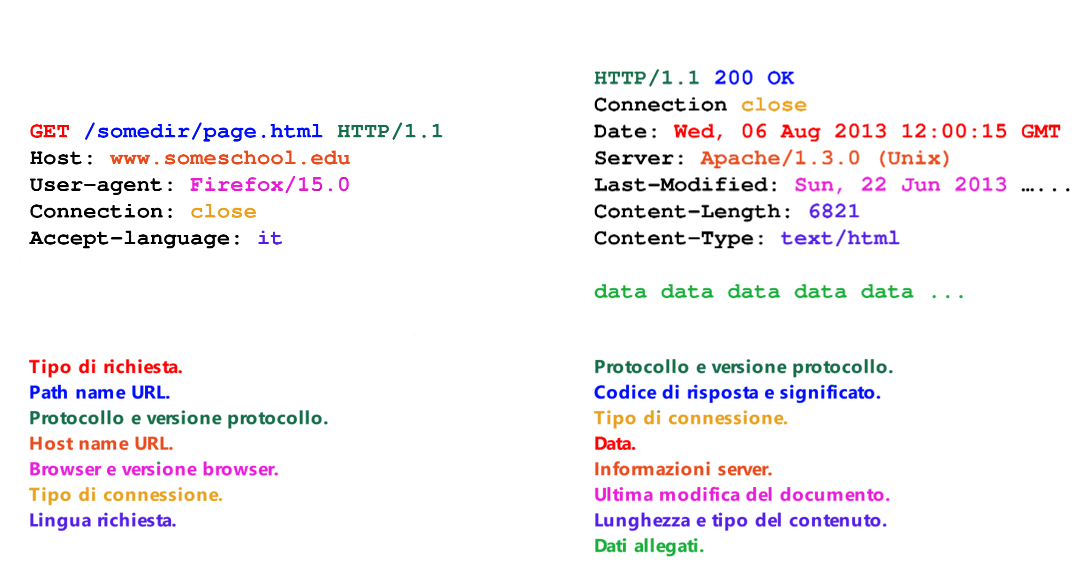 GET /somedir/page.html HTTP/1.1
Host: www.someschool.edu
User-agent: Firefox/15.0
Connection: close
Accept-language: it
Tipo di richiesta.
Path name URL.
Protocollo e versione protocollo.
Host name URL.
Browser e versione browser.
Tipo di connessione.
Lingua richiesta.
HTTP/1.1 200 OK
Connection close
Date: Wed, 06 Aug 2013 12:00:15 GMT
Server: Apache/1.3.0 (Unix)
Last-Modified: Sun, 22 Jun 2013 …...
Content-Length: 6821
Content-Type: text/html
data data data data data ...
Protocollo e versione protocollo.
Codice di risposta e significato.
Tipo di connessione.
Data.
Informazioni server.
Ultima modifica del documento.
Lunghezza e tipo del contenuto.
Dati allegati.